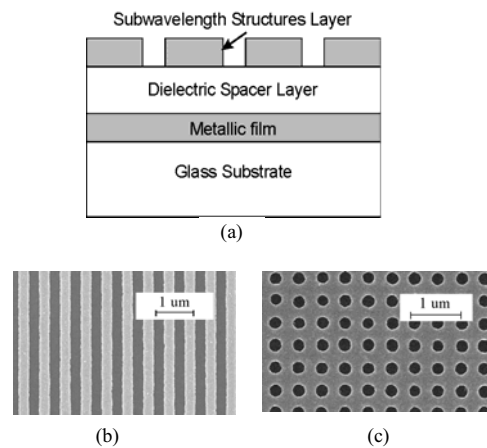 Subwavelength Structures Layer
Dielectric Spacer Layer
Metallic film
Glass Substrate
(a)
1 um
1 um
(b)
(c)